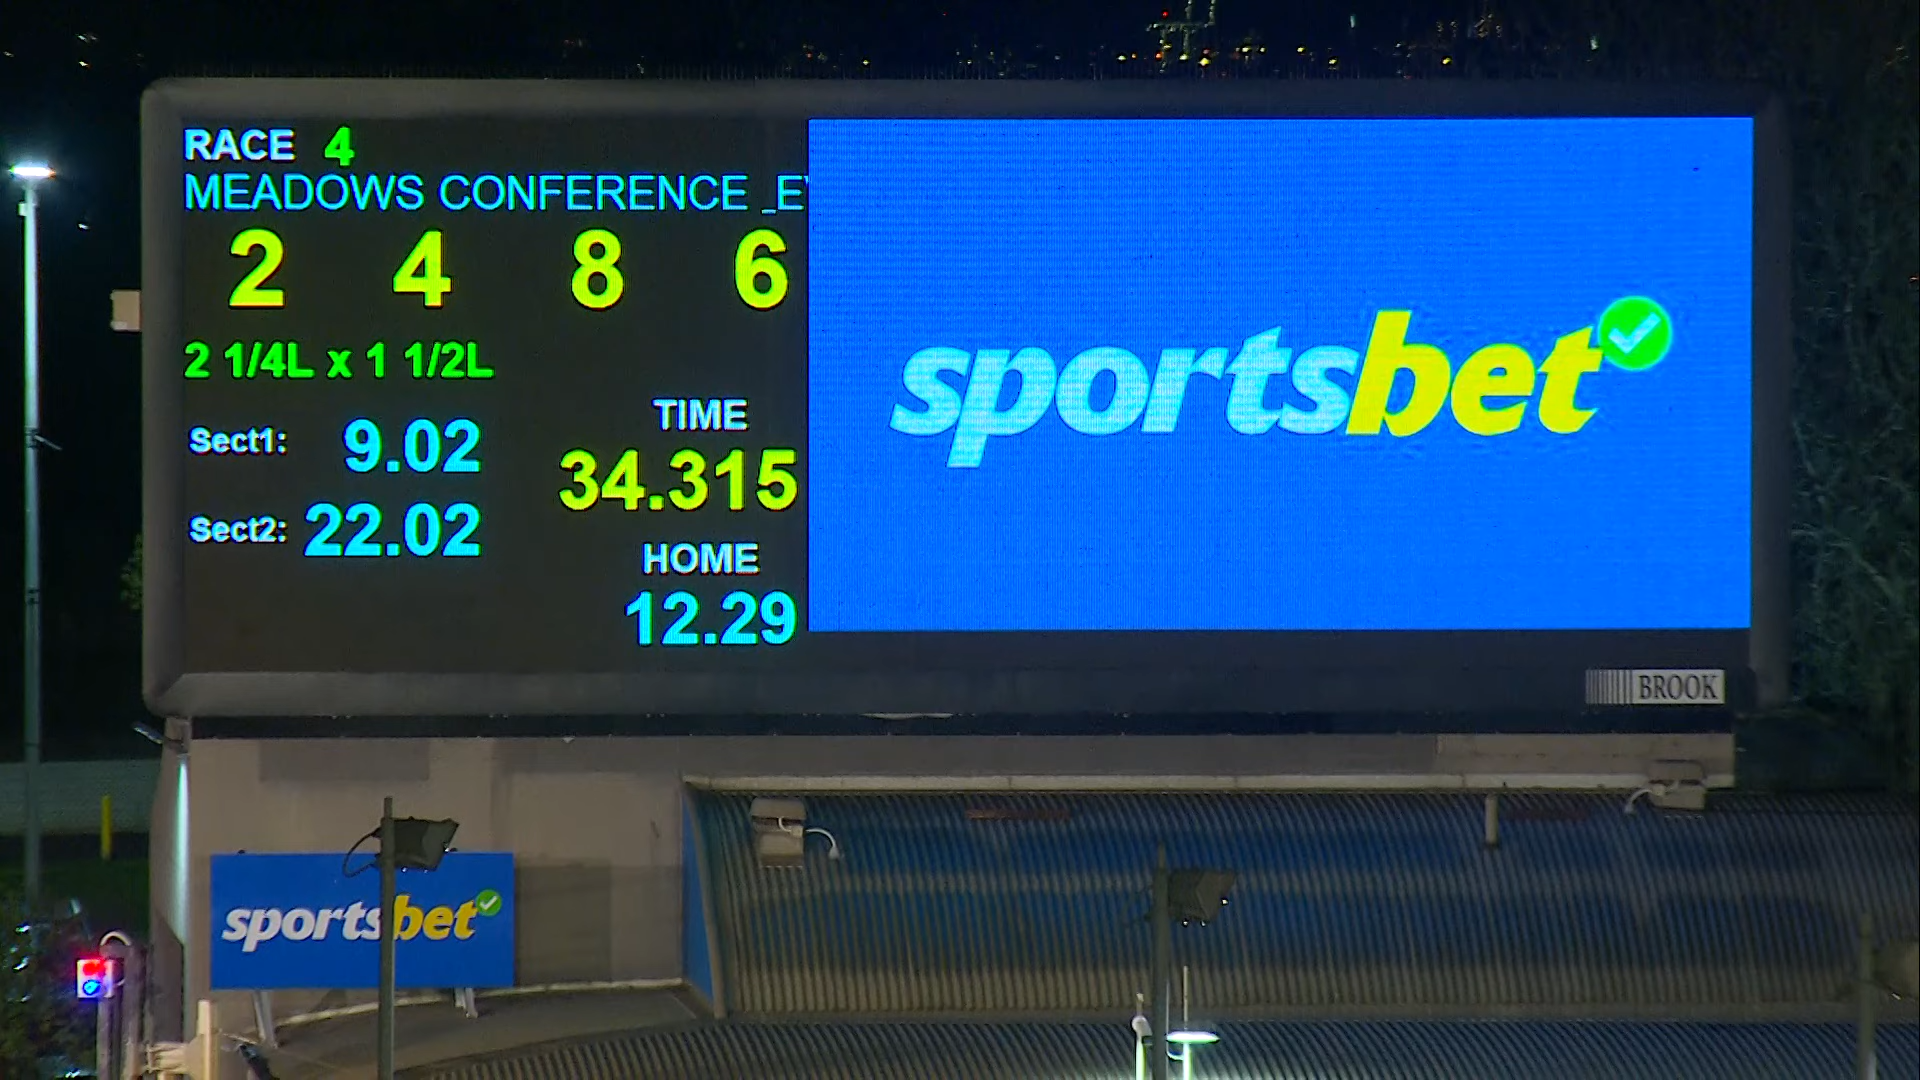 RACE 4
MEADOWS CONFERENCE _E
2 4 8 6
2 1/4L x 1 1/2L
TIME
Sect1: 9.02
34.315
Sect2: 22.02
HOME
12.29
sportsbet
BROOK
sportsbet